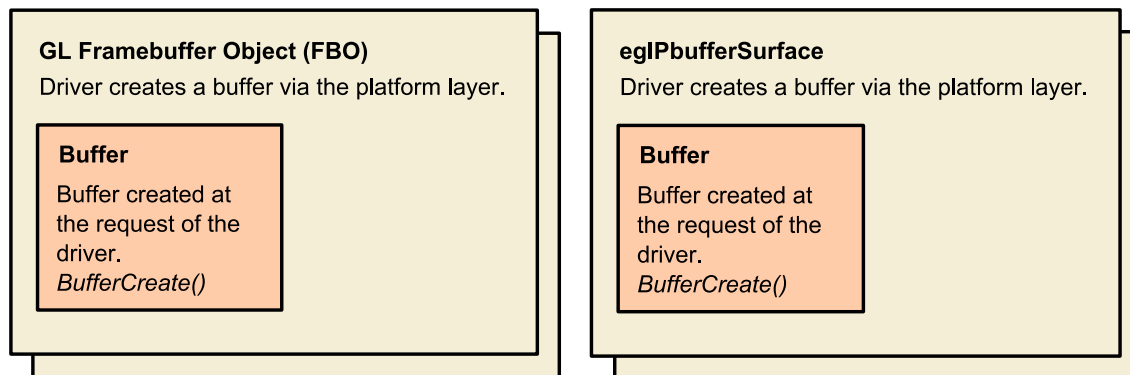 GL Framebuffer Object (FBO)
Driver creates a buffer via the platform layer.
Buffer
Buffer created at
the request of the
driver.
BufferCreate()
eglPbufferSurface
Driver creates a buffer via the platform layer.
Buffer
Buffer created at
the request of the
driver.
BufferCreate()